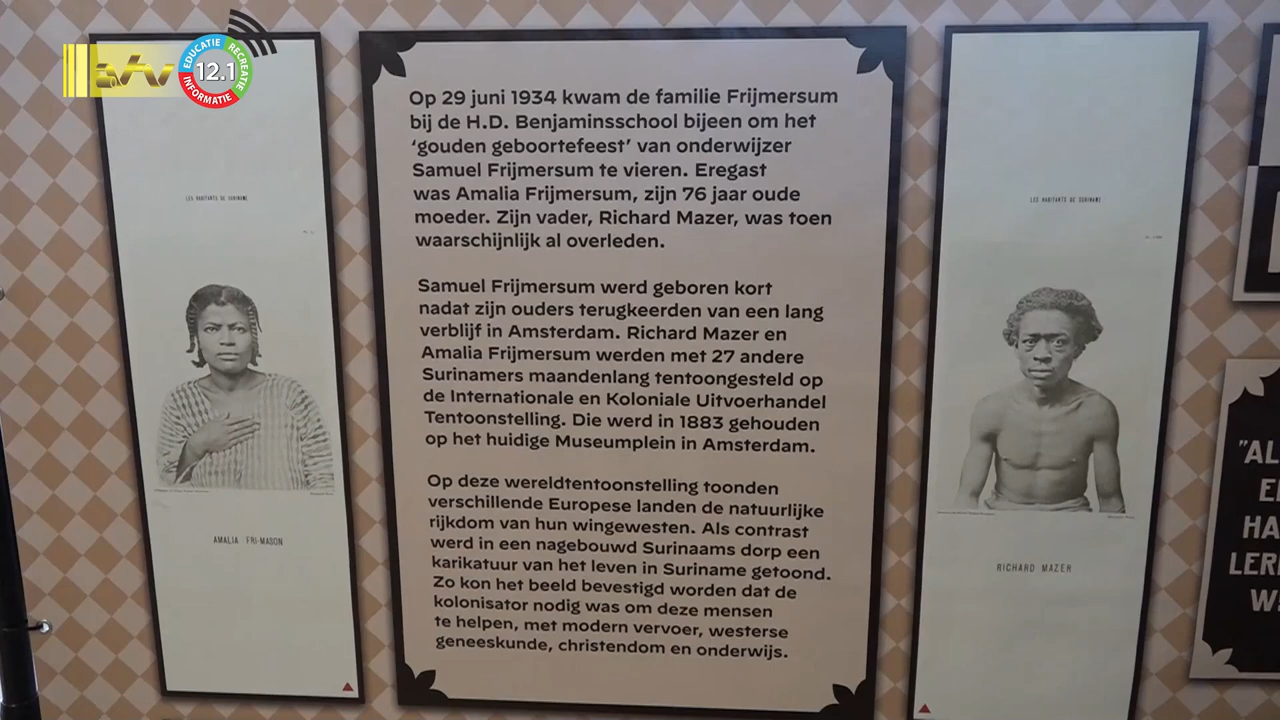 EDUCATIE
RECREATIE
INFORMATIE
12.1
LES HABITANTS DE SURINAME
AMALIA FRI-MASON
Op 29 juni 1934 kwam de familie Frijmersum
bij de H.D. Benjaminsschool bijeen om het
‘gouden geboortefeest’ van onderwijzer
Samuel Frijmersum te vieren. Eregast
was Amalia Frijmersum, zijn 76 jaar oude
moeder. Zijn vader, Richard Mazer, was toen
waarschijnlijk al overleden.
Samuel Frijmersum werd geboren kort
nadat zijn ouders terugkeerden van een lang
verblijf in Amsterdam. Richard Mazer en
Amalia Frijmersum werden met 27 andere
Surinamers maandenlang tentoongesteld op
de Internationale en Koloniale Uitvoerhandel
Tentoonstelling. Die werd in 1883 gehouden
op het huidige Museumplein in Amsterdam.
Op deze wereldtentoonstelling toonden
verschillende Europese landen de natuurlijke
rijkdom van hun wingewesten. Als contrast
werd in een nagebouwd Surinaams dorp een
karikatuur van het leven in Suriname getoond.
Zo kon het beeld bevestigd worden dat de
kolonisator nodig was om deze mensen
te helpen, met modern vervoer, westerse
geneeskunde, christendom en onderwijs.
LES HABITANTS DE SURINAME
RICHARD MAZER
"AL
HA